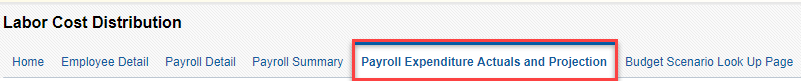 Labor Cost Distribution
Home Employee Detail Payroll Detail Payroll Summary Payroll Expenditure Actuals and Projection Budget Scenario Look Up Page